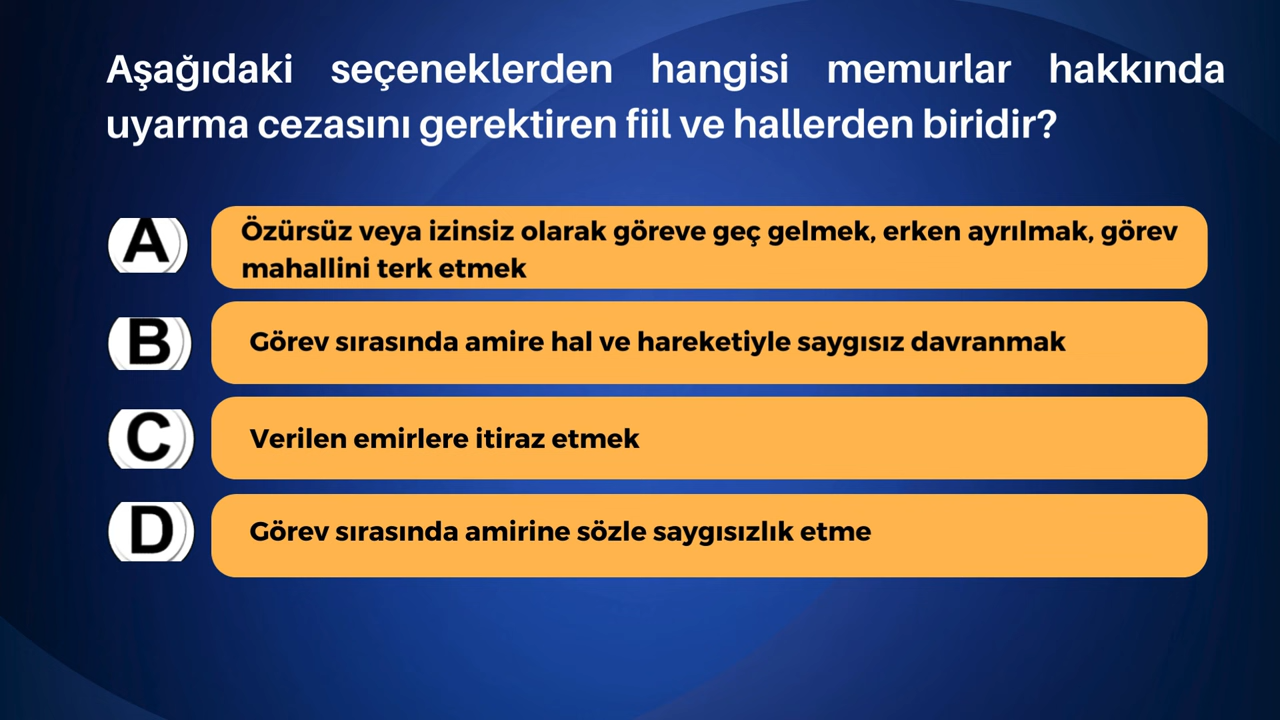 Aşağıdaki seçeneklerden hangisi memurlar hakkında
uyarma cezasını gerektiren fiil ve hallerden biridir?
A
Özürsüz veya izinsiz olarak göreve geç gelmek, erken ayrılmak, görev
mahallini terk etmek
B
Görev sırasında amire hal ve hareketiyle saygısız davranmak
C
Verilen emirlere itiraz etmek
D
Görev sırasında amirine sözle saygısızlık etme